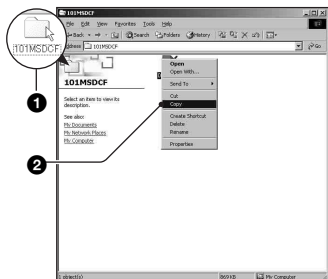 101MSDCF
File Edit View Favorites Tools Help
Back Search Folders History Go
Address 101MSDCF
101MSDCF
101MSDCF
Select an item to view its
description.
See also:
My Documents
My Network Places
My Computer
Open
Open With...
Send To
Cut
Copy
Create Shortcut
Delete
Rename
Properties
1
2
1 object(s) 869 KB My Computer